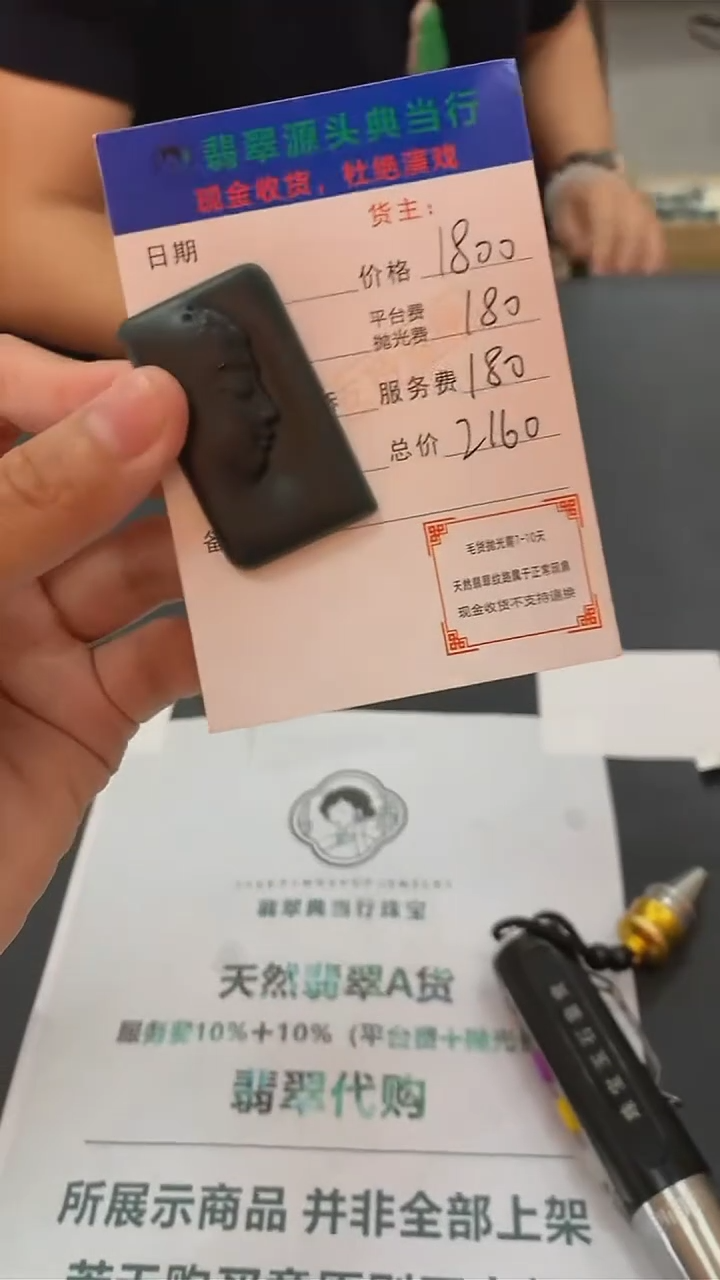 翡翠源头典当行
现金收货，杜绝演戏
货主：
日期
价格 1800
平台费
抛光费 180
服务费 180
总价 2160
备
毛货抛光需7-10天
天然翡翠纹路属于正常现象
现金收货不支持退换
翡翠典当行珠宝
天然翡翠A货
服务费10%＋10%（平台费＋抛光
翡翠代购
所展示商品 并非全部上架